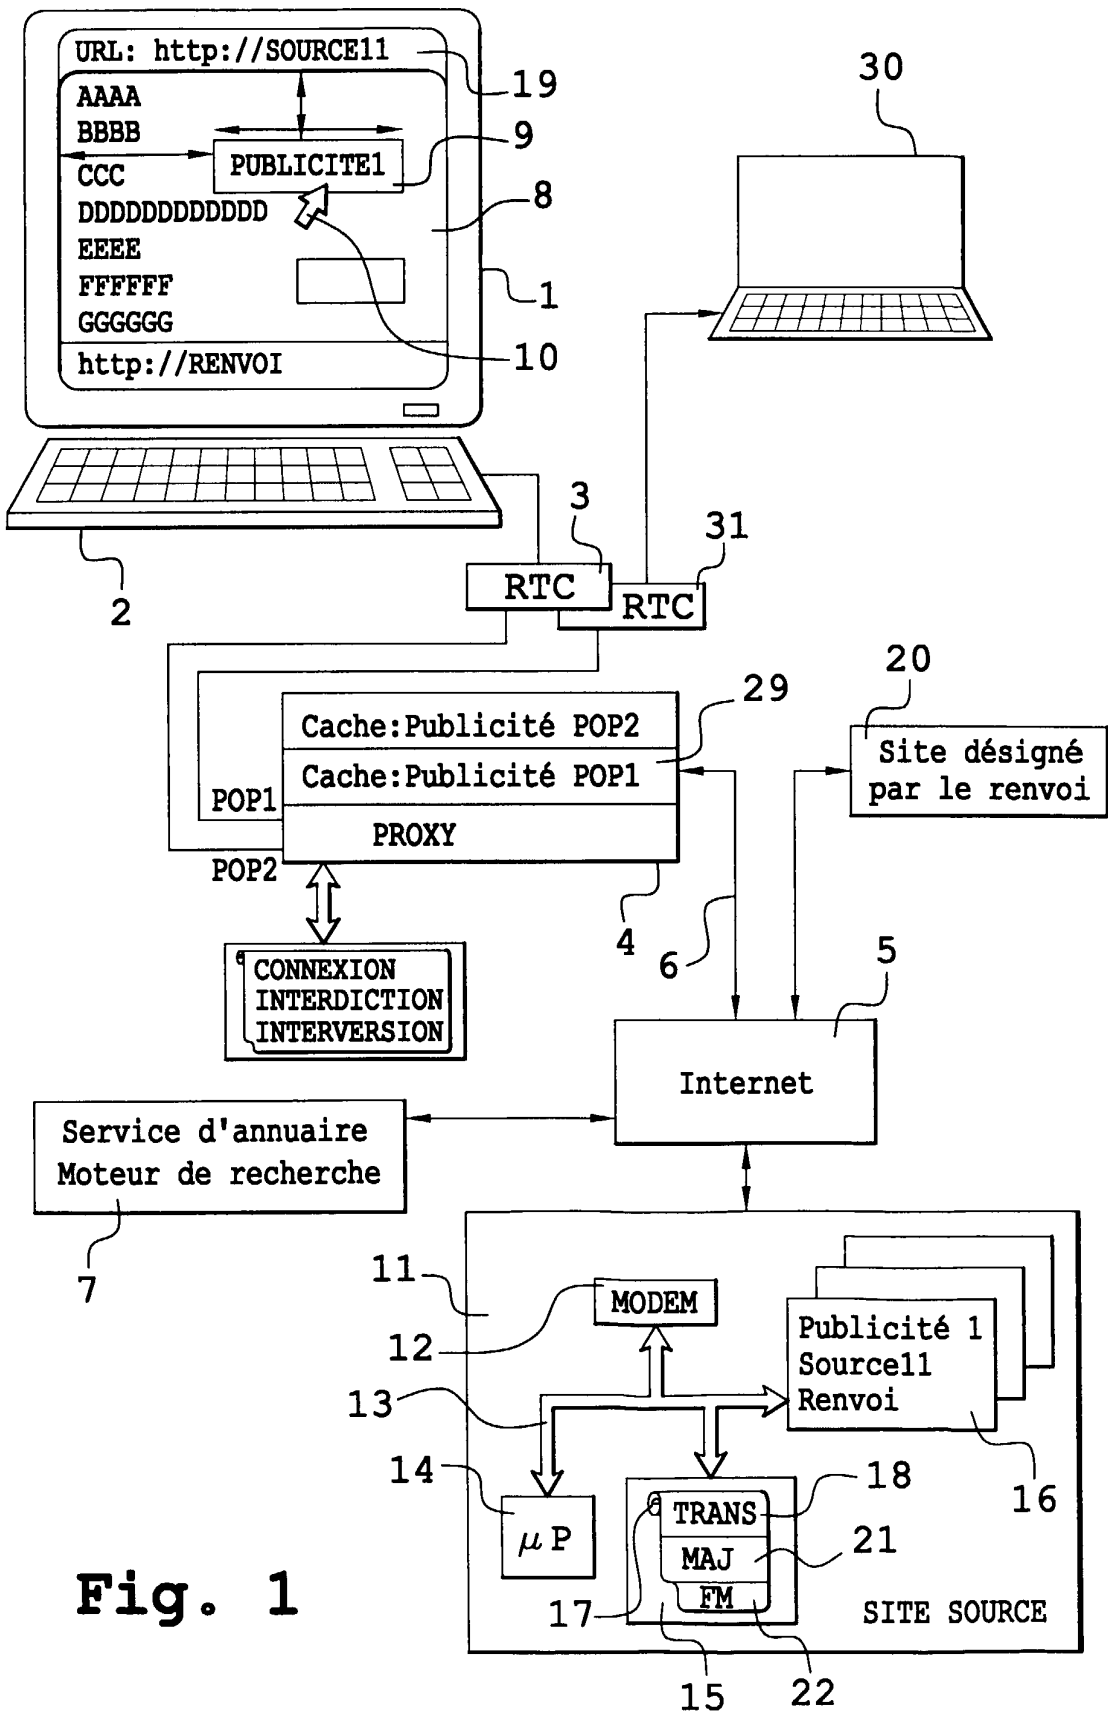 URL: http://SOURCE11
19
AAAA
BBBB
9
PUBLICITE1
CCC
8
DDDDDDDDDDDD
EEEE
FFFFFF
1
GGGGGG
10
http://RENVOI
30
2
3
31
RTC
RTC
20
29
Cache:Publicité POP2
Cache:Publicité POP1
POP1
PROXY
POP2
Site désigné
par le renvoi
4
6
5
CONNEXION
INTERDICTION
INTERVERSION
Internet
Service d'annuaire
Moteur de recherche
7
11
MODEM
12
Publicité 1
Source11
Renvoi
13
16
14
18
μP
TRANS
21
MAJ
FM
17
15
22
SITE SOURCE
Fig. 1